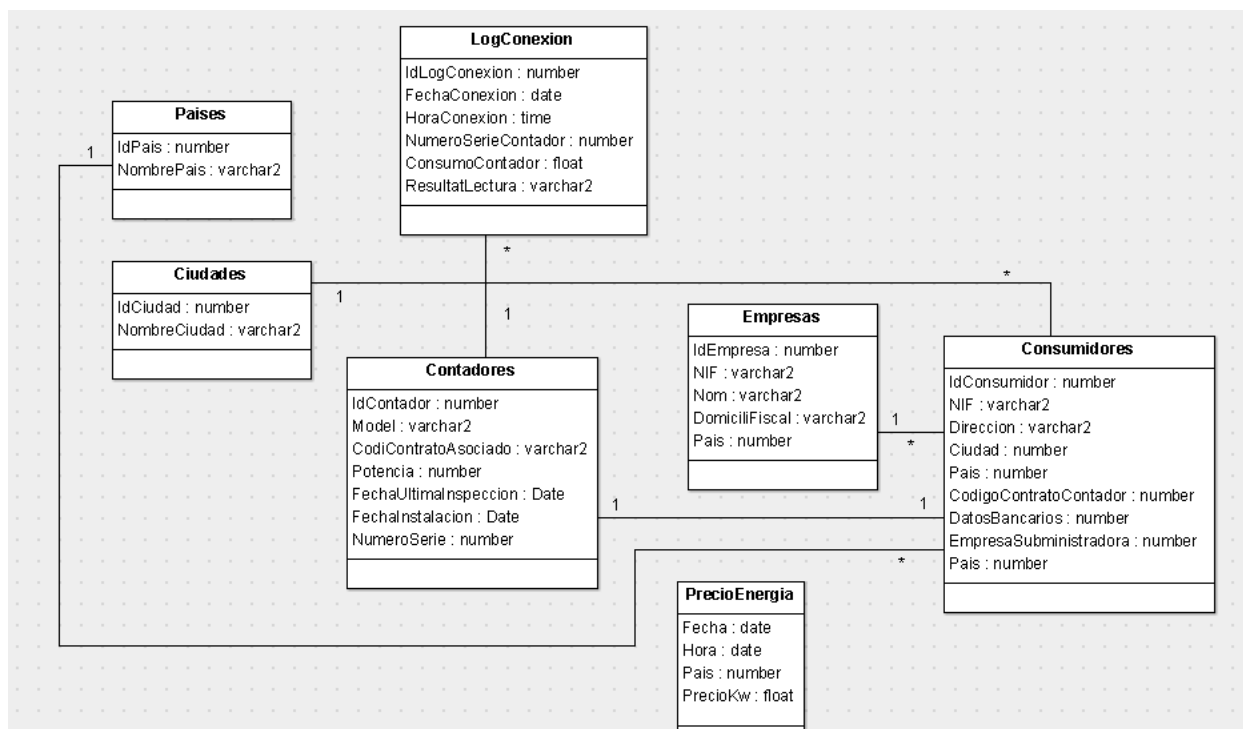 LogConexion
IdLogConexion : number
FechaConexion : date
HoraConexion : time
NumeroSerieContador : number
ConsumoContador : float
ResultatLectura : varchar2
Paises
IdPais : number
NombrePais : varchar2
1
*
Ciudades
IdCiudad : number
NombreCiudad : varchar2
1
*
1
Contadores
IdContador : number
Model : varchar2
CodiContratoAsociado : varchar2
Potencia : number
FechaUltimaInspeccion : Date
FechaInstalacion : Date
NumeroSerie : number
Empresas
IdEmpresa : number
NIF : varchar2
Nom : varchar2
DomiciliFiscal : varchar2
Pais : number
1
*
Consumidores
IdConsumidor : number
NIF : varchar2
Direccion : varchar2
Ciudad : number
Pais : number
CodigoContratoContador : number
DatosBancarios : number
EmpresaSubministradora : number
Pais : number
1
1
*
PrecioEnergia
Fecha : date
Hora : date
Pais : number
PrecioKw : float